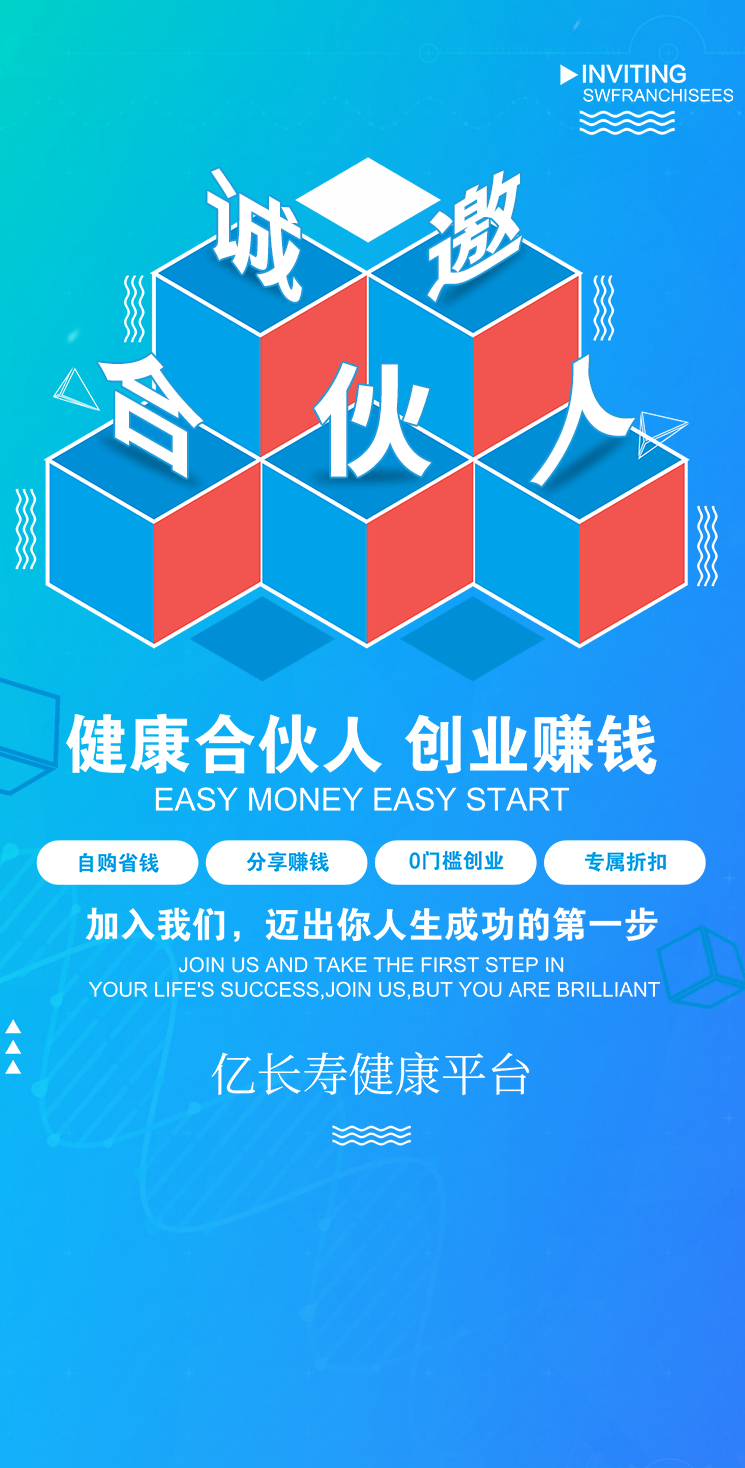 INVITING
SWFRANCHISEES
诚邀
合伙人
健康合伙人 创业赚钱
EASY MONEY EASY START
自购省钱 分享赚钱 0门槛创业 专属折扣
加入我们，迈出你人生成功的第一步
JOIN US AND TAKE THE FIRST STEP IN
YOUR LIFE'S SUCCESS,JOIN US,BUT YOU ARE BRILLIANT
亿长寿健康平台